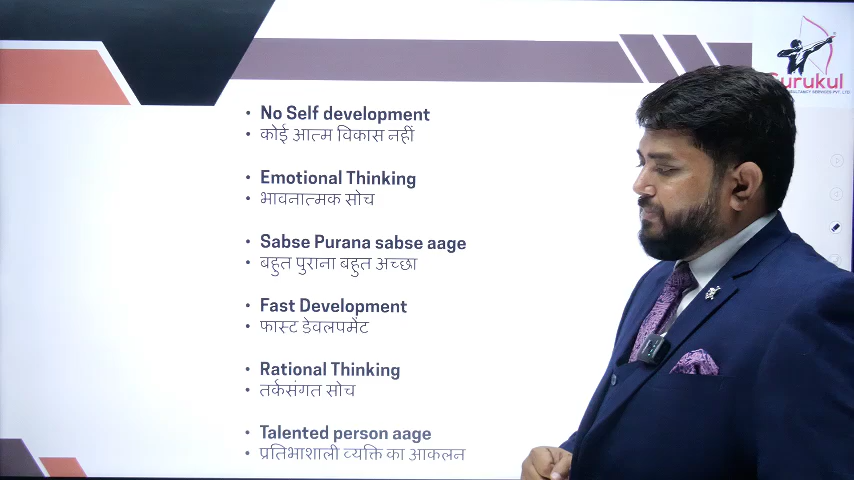 Gurukul
• No Self development
• कोई आत्म विकास नहीं
• Emotional Thinking
• भावनात्मक सोच
• Sabse Purana sabse aage
• बहुत पुराना बहुत अच्छा
• Fast Development
• फास्ट डेवलपमेंट
• Rational Thinking
• तर्कसंगत सोच
• Talented person aage
• प्रतिभाशाली व्यक्ति का आकलन